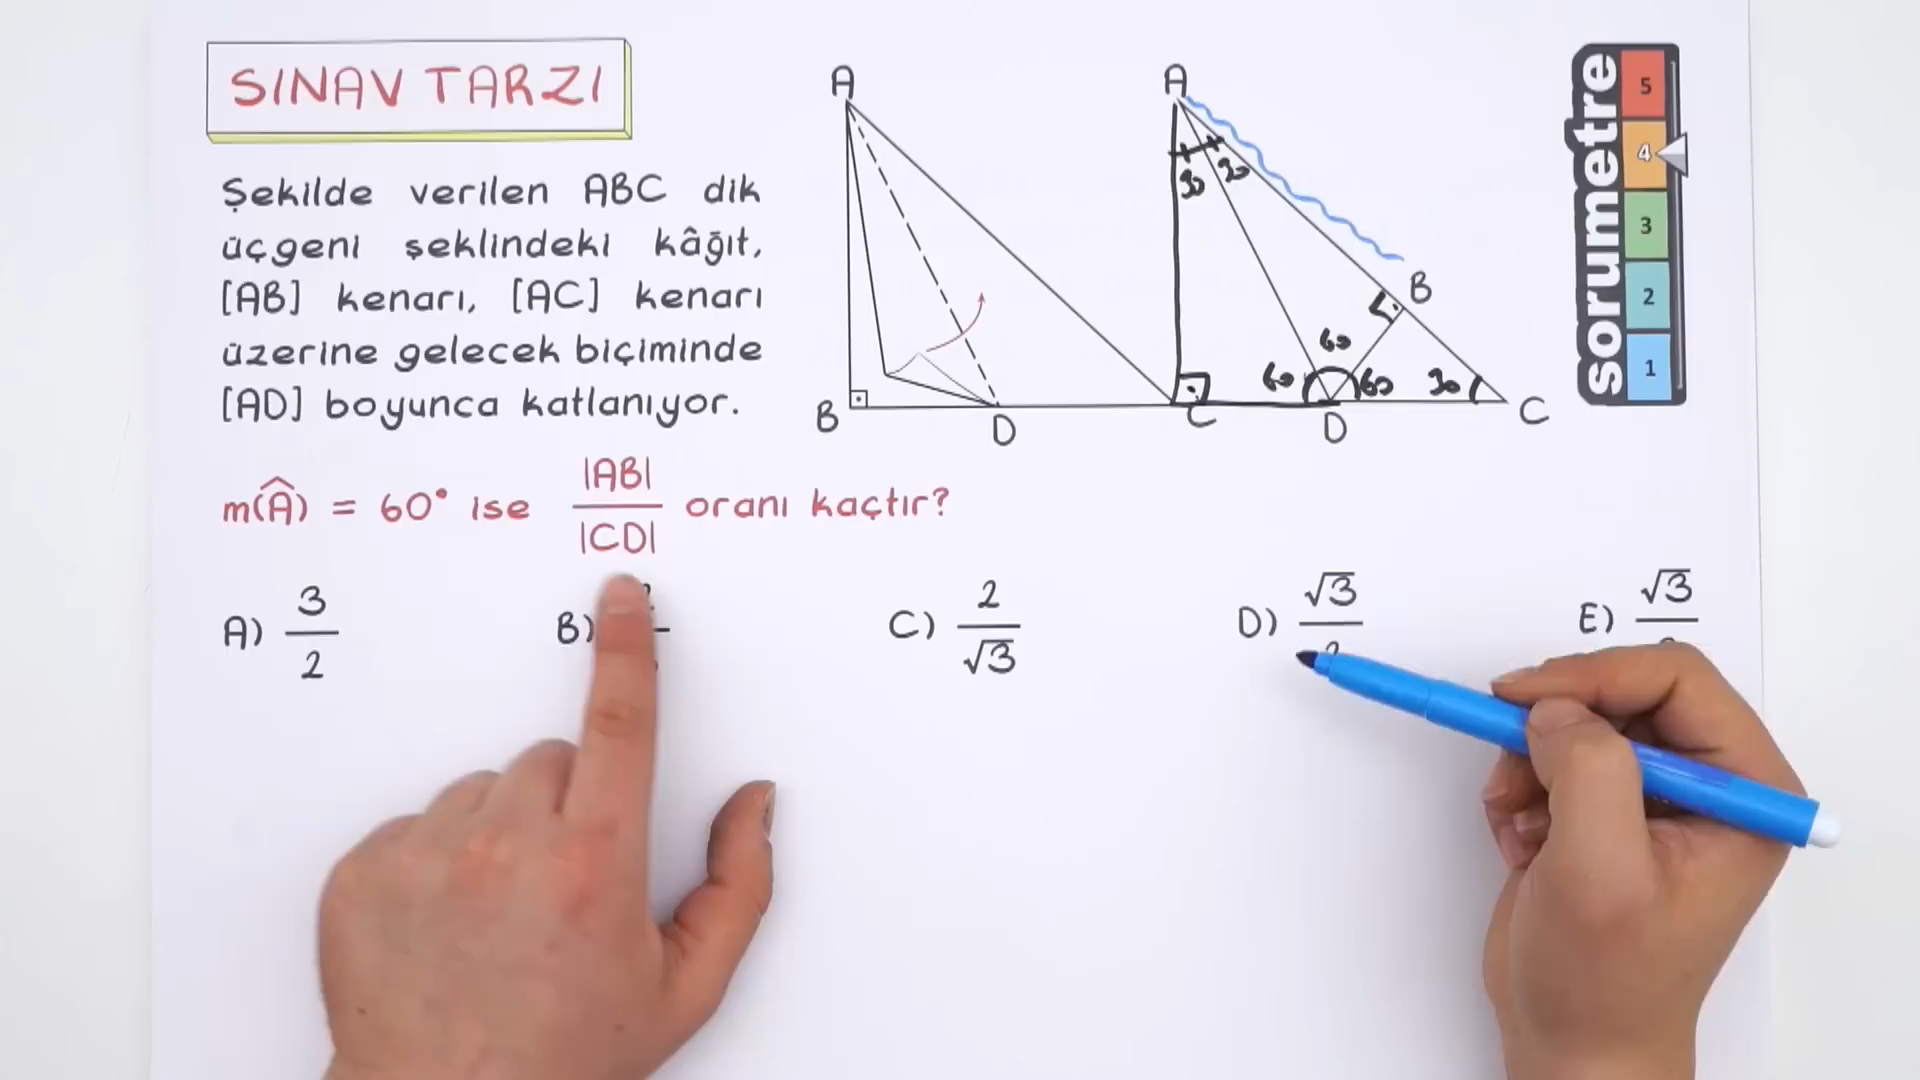 SINAV TARZI
Şekilde verilen ABC dik
üçgeni şeklindeki kâğıt,
[AB] kenarı, [AC] kenarı
üzerine gelecek biçiminde
[AD] boyunca katlanıyor.
m(Â) = 60° ise |AB| / |CD| oranı kaçtır?
A) 3/2
B)
C) 2/√3
D) √3
E) √3
A
B
D
C
A
30 30
B
60
60 60 30
D
C
sorumetre
5
4
3
2
1